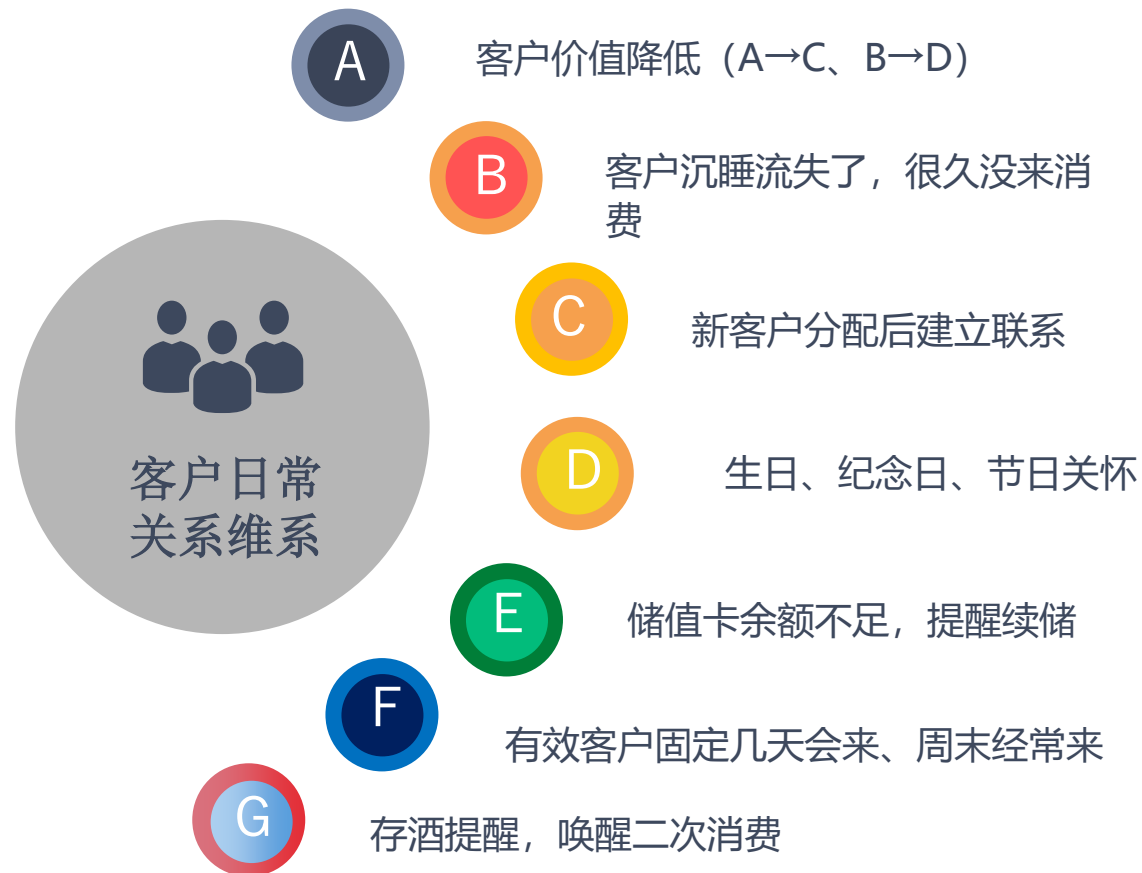 A
客户价值降低（A→C、B→D）
B
客户沉睡流失了，很久没来消
费
C
新客户分配后建立联系
客户日常
关系维系
D
生日、纪念日、节日关怀
E
储值卡余额不足，提醒续储
F
有效客户固定几天会来、周末经常来
G
存酒提醒，唤醒二次消费